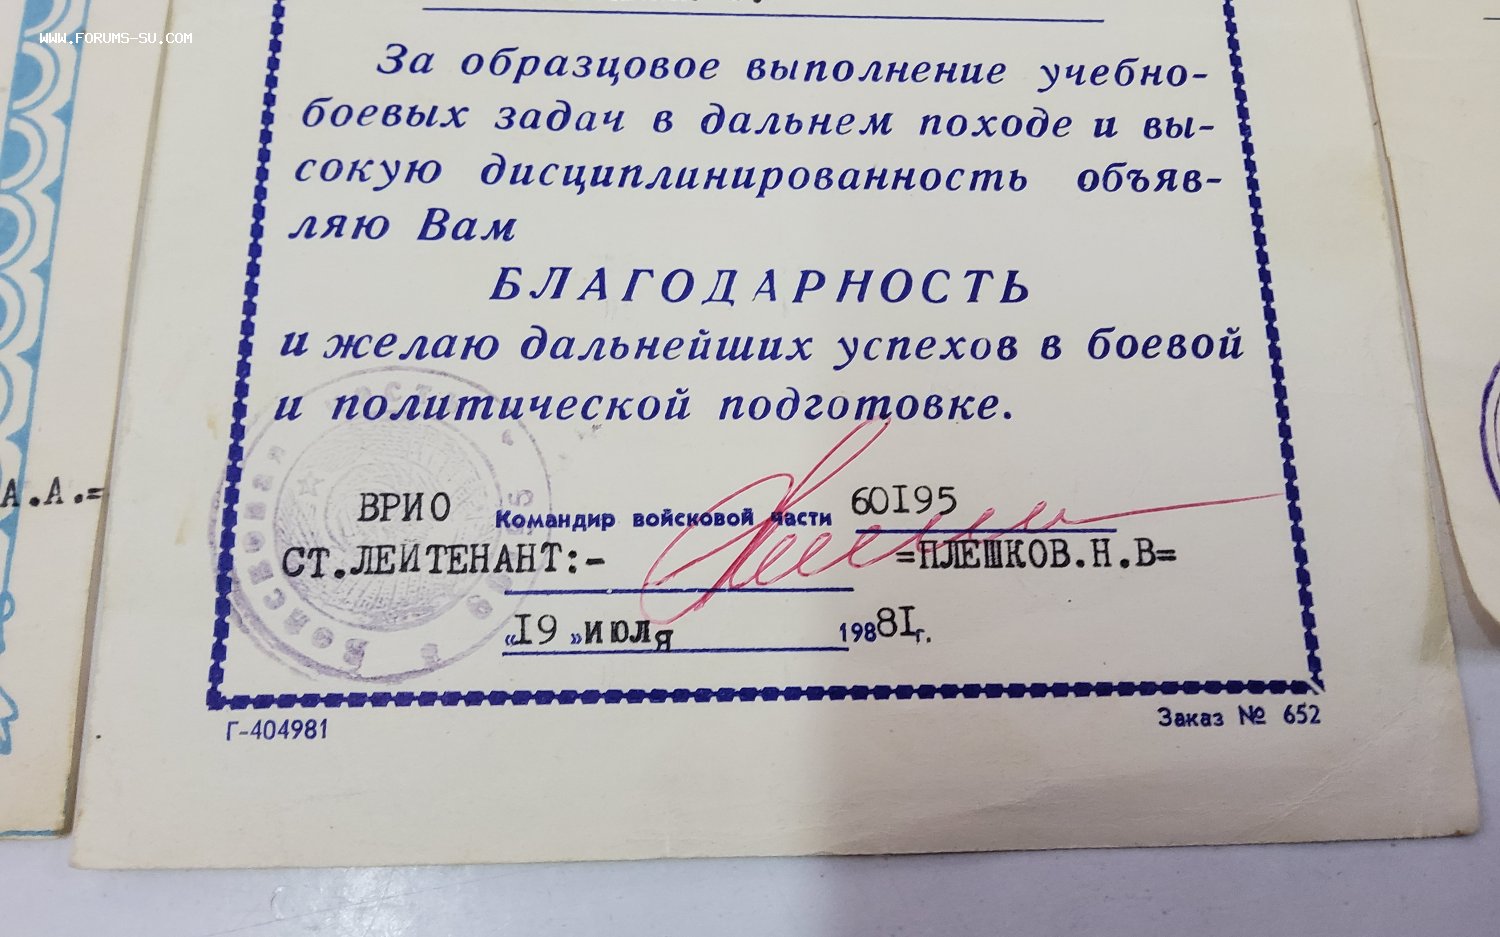 WWW.FORUMS-SU.COM
За образцовое выполнение учебно-
боевых задач в дальнем походе и вы-
сокую дисциплинированность объяв-
ляю Вам
БЛАГОДАРНОСТЬ
и желаю дальнейших успехов в боевой
и политической подготовке.
А.А.=
ВРИО Командир войсковой части 60I95
СТ.ЛЕЙТЕНАНТ:- =ПЛЕШКОВ.Н.В=
„I9 "июля 19881I г.
Г-404981
Заказ № 652